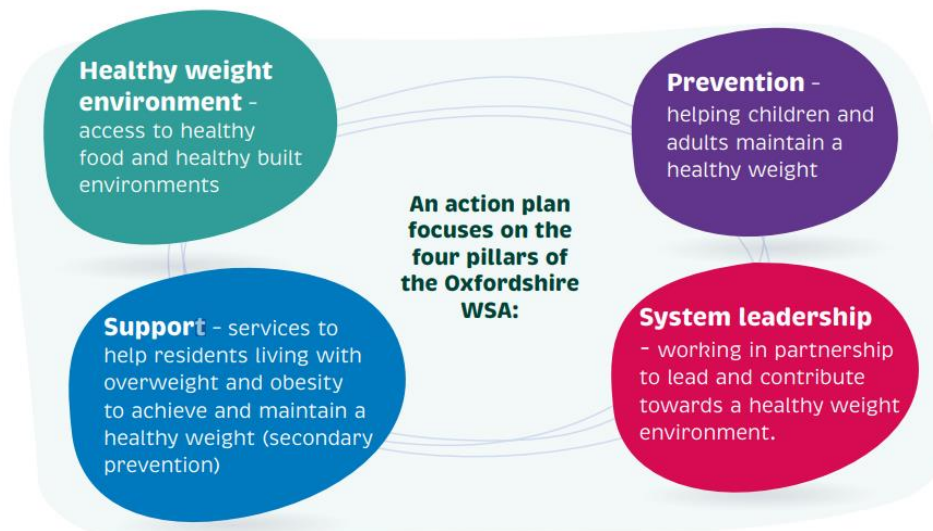 Healthy weight
environment -
access to healthy
food and healthy built
environments
Prevention -
helping children and
adults maintain a
healthy weight
An action plan
focuses on the
four pillars of
the Oxfordshire
WSA:
Support - services to
help residents living with
overweight and obesity
to achieve and maintain a
healthy weight (secondary
prevention)
System leadership
- working in partnership
to lead and contribute
towards a healthy weight
environment.